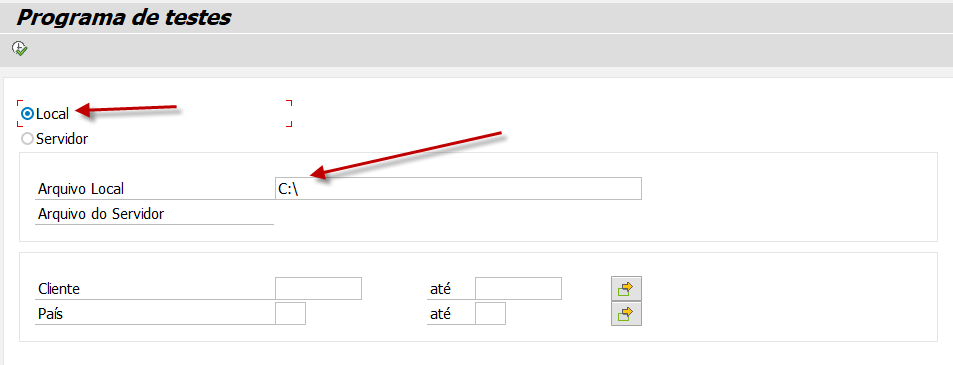 Programa de testes
Local
Servidor
Arquivo Local C:\
Arquivo do Servidor
Cliente até
País até